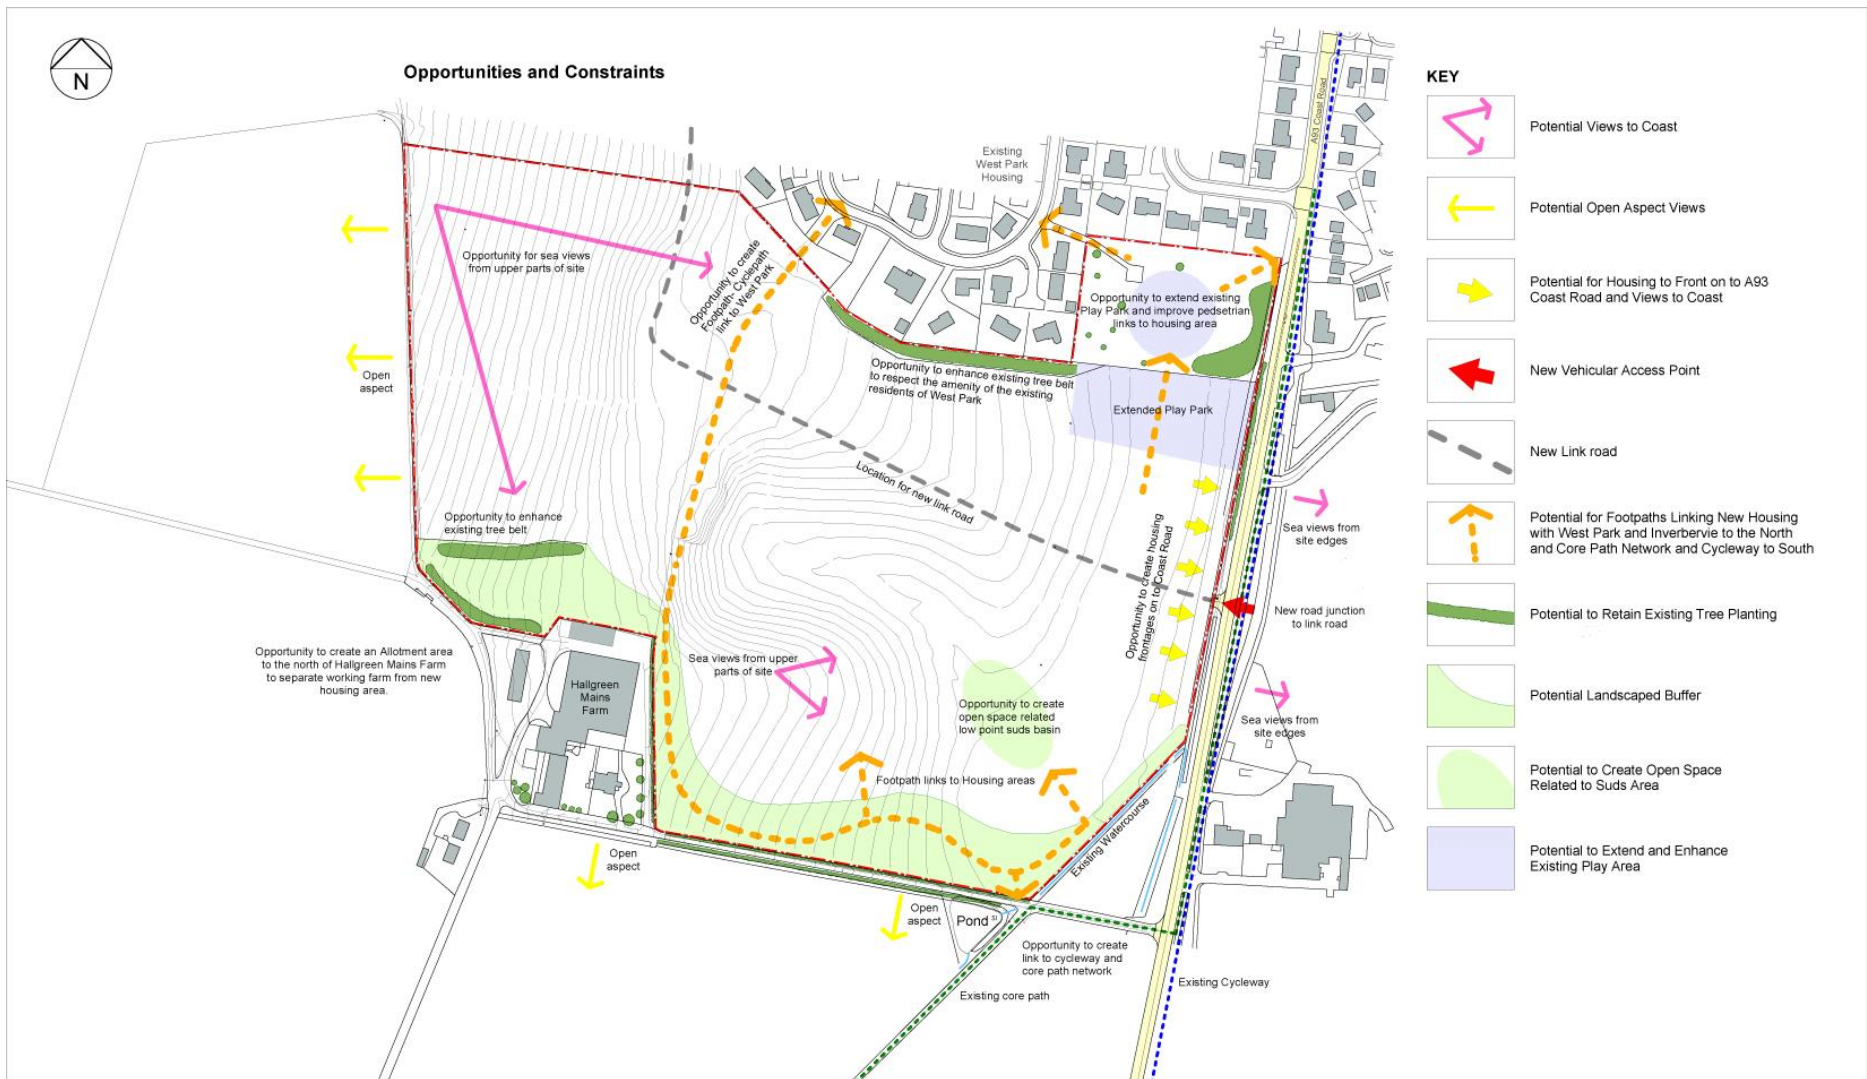 N
Opportunities and Constraints
A93 Coast Road
Existing
West Park
Housing
Opportunity for sea views
from upper parts of site
Opportunity to create
Footpath- Cyclepath
link to West Park
Opportunity to extend existing
Play Park and improve pedsetrian
links to housing area
Open
aspect
Opportunity to enhance existing tree belt
to respect the amenity of the existing
residents of West Park
Extended Play Park
Location for new link road
Opportunity to enhance
existing tree belt
Sea views from
site edges
Opportunity to create housing
frontages on to Coast Road
New road junction
to link road
Opportunity to create an Allotment area
to the north of Hallgreen Mains Farm
to separate working farm from new
housing area.
Hallgreen
Mains
Farm
Sea views from upper
parts of site
Opportunity to create
open space related
low point suds basin
Sea views from
site edges
Footpath links to Housing areas
Existing Watercourse
Open
aspect
Open
aspect
Pond
Opportunity to create
link to cycleway and
core path network
Existing core path
Existing Cycleway
KEY
Potential Views to Coast
Potential Open Aspect Views
Potential for Housing to Front on to A93
Coast Road and Views to Coast
New Vehicular Access Point
New Link road
Potential for Footpaths Linking New Housing
with West Park and Inverbervie to the North
and Core Path Network and Cycleway to South
Potential to Retain Existing Tree Planting
Potential Landscaped Buffer
Potential to Create Open Space
Related to Suds Area
Potential to Extend and Enhance
Existing Play Area